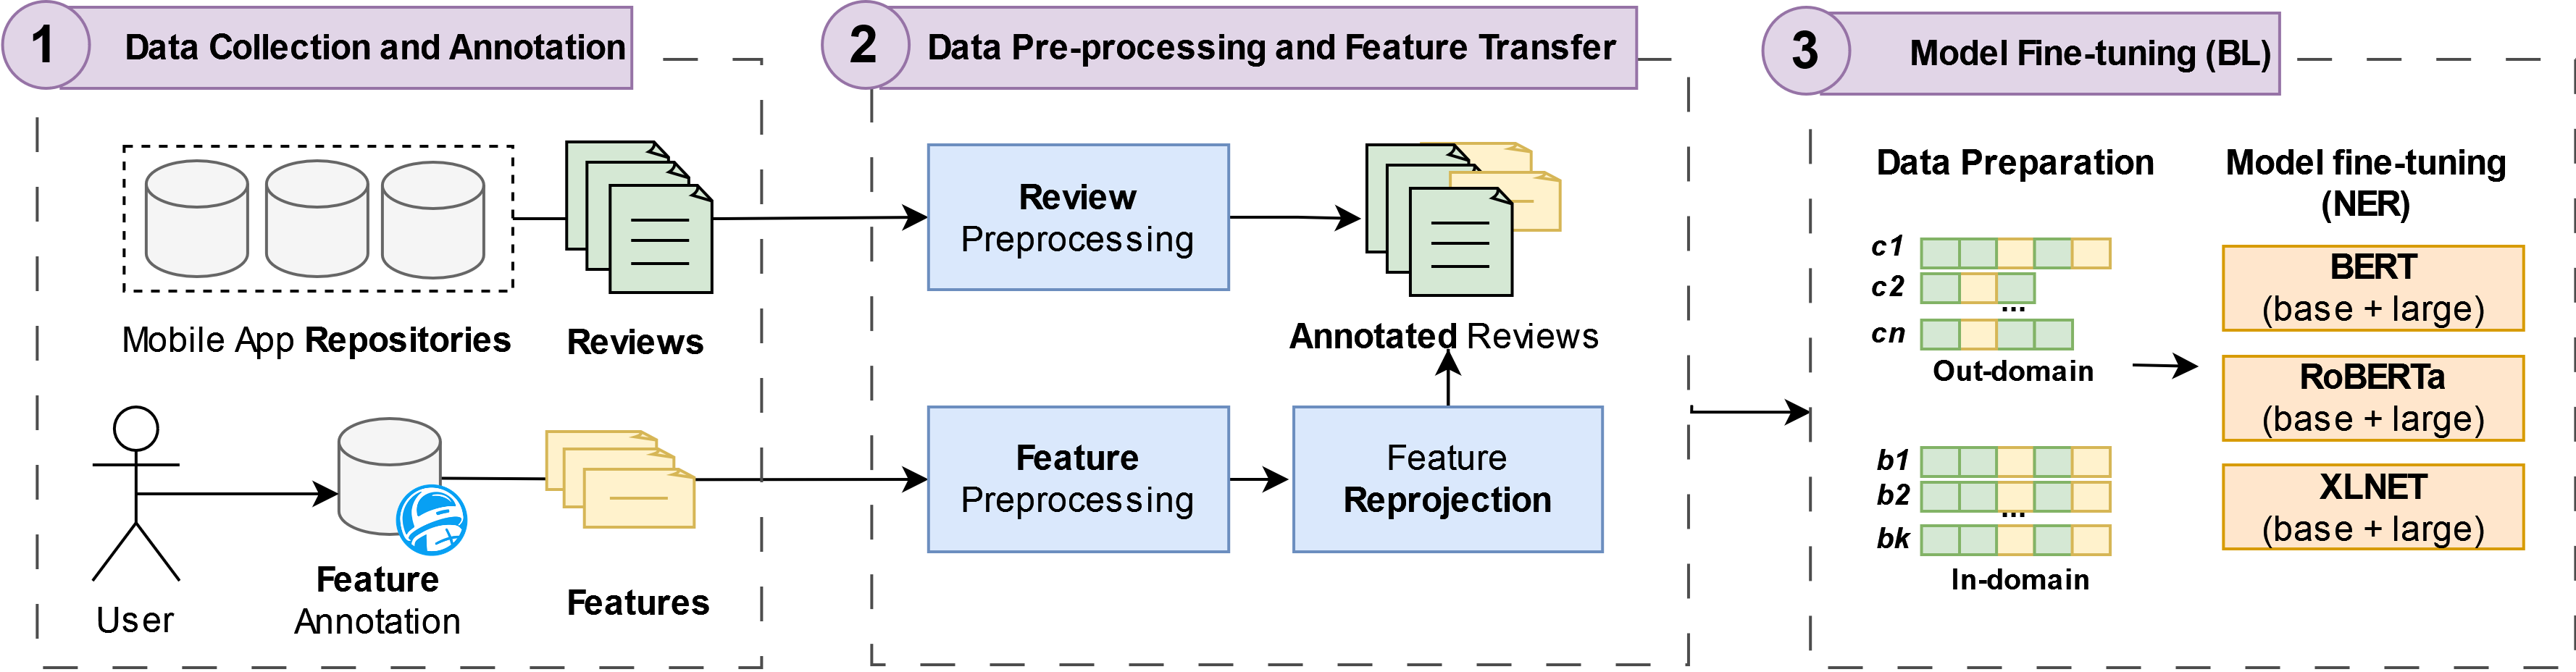 1
Data Collection and Annotation
Mobile App Repositories
Reviews
User
Feature
Annotation
Features
2
Data Pre-processing and Feature Transfer
Review
Preprocessing
Annotated Reviews
Feature
Preprocessing
Feature
Reprojection
3
Model Fine-tuning (BL)
Data Preparation
c1
c2
...
cn
Out-domain
b1
b2
...
bk
In-domain
Model fine-tuning
(NER)
BERT
(base + large)
RoBERTa
(base + large)
XLNET
(base + large)